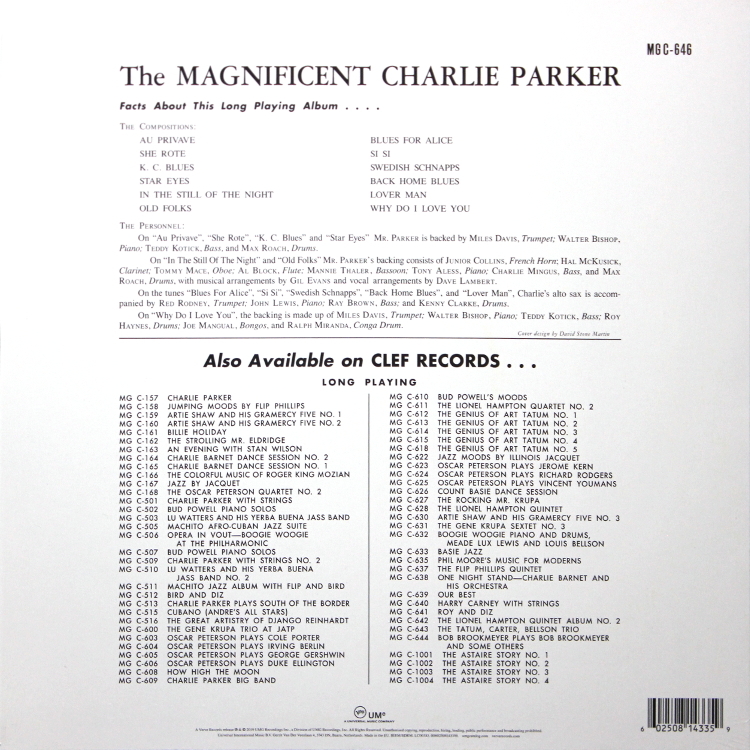 MG C-646
The MAGNIFICENT CHARLIE PARKER
Facts About This Long Playing Album . . . .
THE COMPOSITIONS:
AU PRIVAVE
SHE ROTE
K. C. BLUES
STAR EYES
IN THE STILL OF THE NIGHT
OLD FOLKS
BLUES FOR ALICE
SI SI
SWEDISH SCHNAPPS
BACK HOME BLUES
LOVER MAN
WHY DO I LOVE YOU
THE PERSONNEL:
On "Au Privave", "She Rote", "K. C. Blues" and "Star Eyes" MR. PARKER is backed by MILES DAVIS, Trumpet; WALTER BISHOP,
Piano; TEDDY KOTICK, Bass, and MAX ROACH, Drums.
On "In The Still Of The Night" and "Old Folks" MR. PARKER'S backing consists of JUNIOR COLLINS, French Horn; HAL MCKUSICK,
Clarinet; TOMMY MACE, Oboe; AL BLOCK, Flute; MANNIE THALER, Bassoon; TONY ALESS, Piano; CHARLIE MINGUS, Bass, and MAX
ROACH, Drums, with musical arrangements by GIL EVANS and vocal arrangements by DAVE LAMBERT.
On the tunes "Blues For Alice", "Si Si", "Swedish Schnapps", "Back Home Blues", and "Lover Man", Charlie's alto sax is accom-
panied by RED RODNEY, Trumpet; JOHN LEWIS, Piano; RAY BROWN, Bass; and KENNY CLARKE, Drums.
On "Why Do I Love You", the backing is made up of MILES DAVIS, Trumpet; WALTER BISHOP, Piano; TEDDY KOTICK, Bass; ROY
HAYNES, Drums; JOE MANGUAL, Bongos, and RALPH MIRANDA, Conga Drum.
Cover design by David Stone Martin
Also Available on CLEF RECORDS . . .
LONG PLAYING
MG C-157 CHARLIE PARKER
MG C-158 JUMPING MOODS BY FLIP PHILLIPS
MG C-159 ARTIE SHAW AND HIS GRAMERCY FIVE NO. 1
MG C-160 ARTIE SHAW AND HIS GRAMERCY FIVE NO. 2
MG C-161 BILLIE HOLIDAY
MG C-162 THE STROLLING MR. ELDRIDGE
MG C-163 AN EVENING WITH STAN WILSON
MG C-164 CHARLIE BARNET DANCE SESSION NO. 2
MG C-165 CHARLIE BARNET DANCE SESSION NO. 1
MG C-166 THE COLORFUL MUSIC OF ROGER KING MOZIAN
MG C-167 JAZZ BY JACQUET
MG C-168 THE OSCAR PETERSON QUARTET NO. 2
MG C-501 CHARLIE PARKER WITH STRINGS
MG C-502 BUD POWELL PIANO SOLOS
MG C-503 LU WATTERS AND HIS YERBA BUENA JASS BAND
MG C-505 MACHITO AFRO-CUBAN JAZZ SUITE
MG C-506 OPERA IN VOUT—BOOGIE WOOGIE
AT THE PHILHARMONIC
MG C-507 BUD POWELL PIANO SOLOS
MG C-509 CHARLIE PARKER WITH STRINGS NO. 2
MG C-510 LU WATTERS AND HIS YERBA BUENA
JASS BAND NO. 2
MG C-511 MACHITO JAZZ ALBUM WITH FLIP AND BIRD
MG C-512 BIRD AND DIZ
MG C-513 CHARLIE PARKER PLAYS SOUTH OF THE BORDER
MG C-515 CUBANO (ANDRE'S ALL STARS)
MG C-516 THE GREAT ARTISTRY OF DJANGO REINHARDT
MG C-600 THE GENE KRUPA TRIO AT JATP
MG C-603 OSCAR PETERSON PLAYS COLE PORTER
MG C-604 OSCAR PETERSON PLAYS IRVING BERLIN
MG C-605 OSCAR PETERSON PLAYS GEORGE GERSHWIN
MG C-606 OSCAR PETERSON PLAYS DUKE ELLINGTON
MG C-608 HOW HIGH THE MOON
MG C-609 CHARLIE PARKER BIG BAND
MG C-610 BUD POWELL'S MOODS
MG C-611 THE LIONEL HAMPTON QUARTET NO. 2
MG C-612 THE GENIUS OF ART TATUM NO. 1
MG C-613 THE GENIUS OF ART TATUM NO. 2
MG C-614 THE GENIUS OF ART TATUM NO. 3
MG C-615 THE GENIUS OF ART TATUM NO. 4
MG C-618 THE GENIUS OF ART TATUM NO. 5
MG C-622 JAZZ MOODS BY ILLINOIS JACQUET
MG C-623 OSCAR PETERSON PLAYS JEROME KERN
MG C-624 OSCAR PETERSON PLAYS RICHARD RODGERS
MG C-625 OSCAR PETERSON PLAYS VINCENT YOUMANS
MG C-626 COUNT BASIE DANCE SESSION
MG C-627 THE ROCKING MR. KRUPA
MG C-628 THE LIONEL HAMPTON QUINTET
MG C-630 ARTIE SHAW AND HIS GRAMERCY FIVE NO. 3
MG C-631 THE GENE KRUPA SEXTET NO. 3
MG C-632 BOOGIE WOOGIE PIANO AND DRUMS,
MEADE LUX LEWIS AND LOUIS BELLSON
MG C-633 BASIE JAZZ
MG C-635 PHIL MOORE'S MUSIC FOR MODERNS
MG C-637 THE FLIP PHILLIPS QUINTET
MG C-638 ONE NIGHT STAND—CHARLIE BARNET AND
HIS ORCHESTRA
MG C-639 OUR BEST
MG C-640 HARRY CARNEY WITH STRINGS
MG C-641 ROY AND DIZ
MG C-642 THE LIONEL HAMPTON QUINTET ALBUM NO. 2
MG C-643 THE TATUM, CARTER, BELLSON TRIO
MG C-644 BOB BROOKMEYER PLAYS BOB BROOKMEYER
AND SOME OTHERS
MG C-1001 THE ASTAIRE STORY NO. 1
MG C-1002 THE ASTAIRE STORY NO. 2
MG C-1003 THE ASTAIRE STORY NO. 3
MG C-1004 THE ASTAIRE STORY NO. 4
UMe
A UNIVERSAL MUSIC COMPANY
6 02508 14335 9